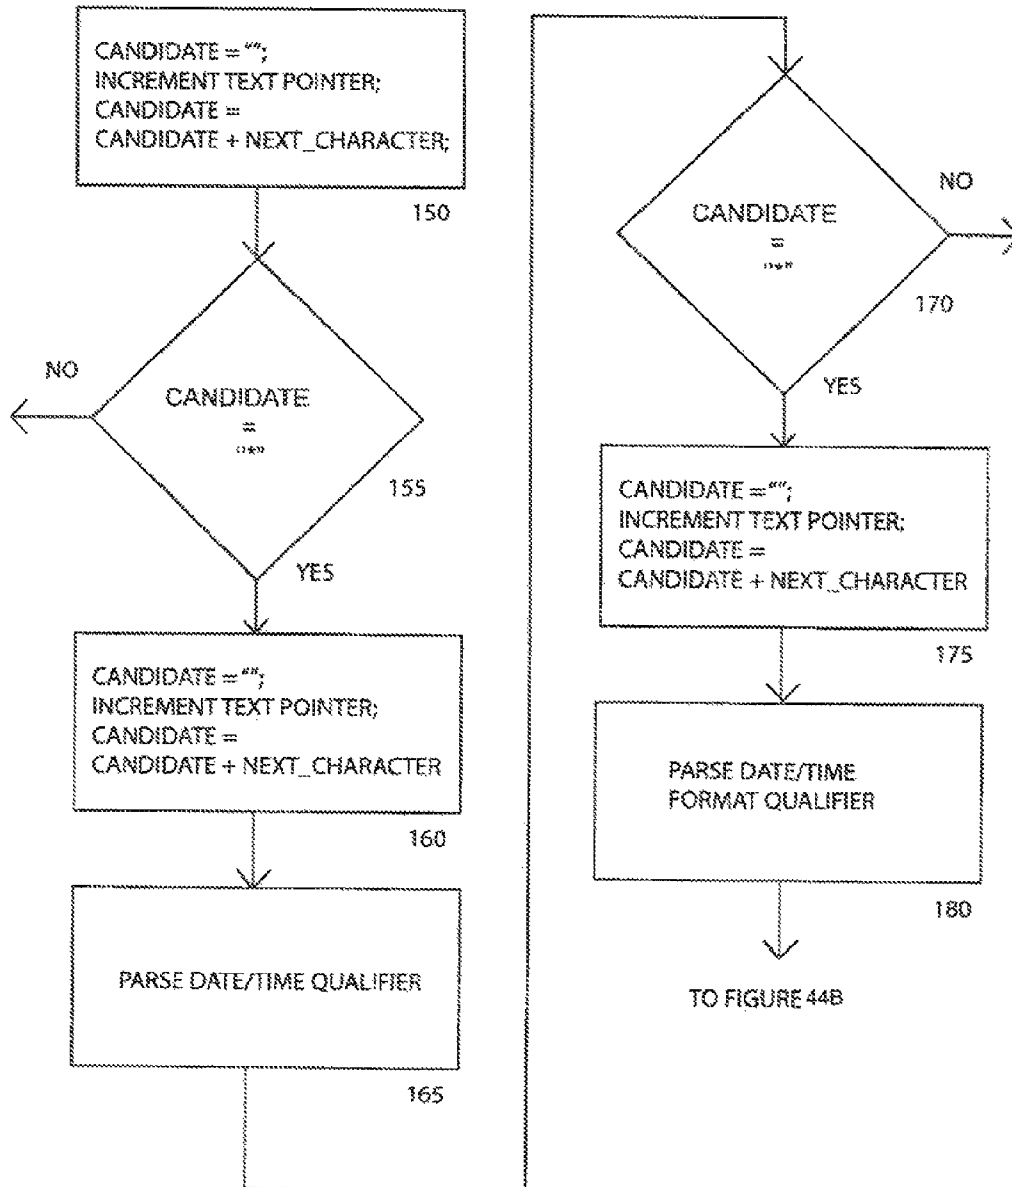 CANDIDATE = "";
INCREMENT TEXT POINTER;
CANDIDATE =
CANDIDATE + NEXT_CHARACTER;
150
CANDIDATE
=
"*"
NO
155
YES
CANDIDATE = "";
INCREMENT TEXT POINTER;
CANDIDATE =
CANDIDATE + NEXT_CHARACTER
160
PARSE DATE/TIME QUALIFIER
165
CANDIDATE
=
"*"
NO
170
YES
CANDIDATE = "";
INCREMENT TEXT POINTER;
CANDIDATE =
CANDIDATE + NEXT_CHARACTER
175
PARSE DATE/TIME
FORMAT QUALIFIER
180
TO FIGURE 44B